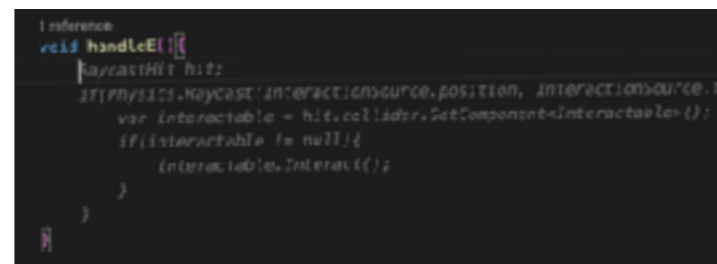 1 reference
void handleE(){
RaycastHit hit;
if(Physics.Raycast(InteractionSource.position, InteractionSource.
var interactable = hit.collider.GetComponent<Interactable>();
if(interactable != null){
interactable.Interact();
}
}
}